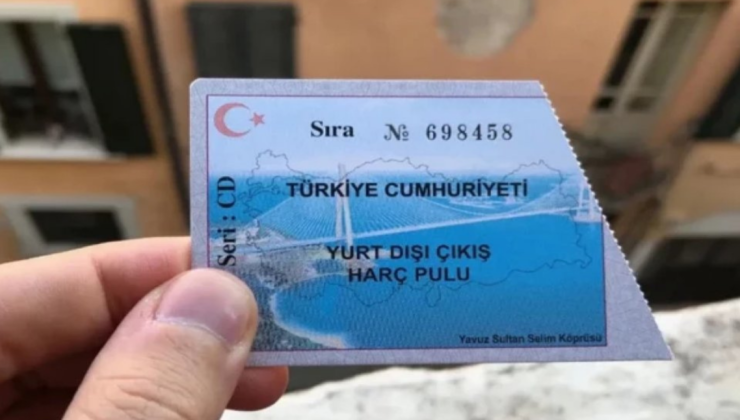 Sıra № 698458
Seri : CD
TÜRKİYE CUMHURİYETİ
YURT DIŞI ÇIKIŞ
HARÇ PULU
Yavuz Sultan Selim Köprüsü